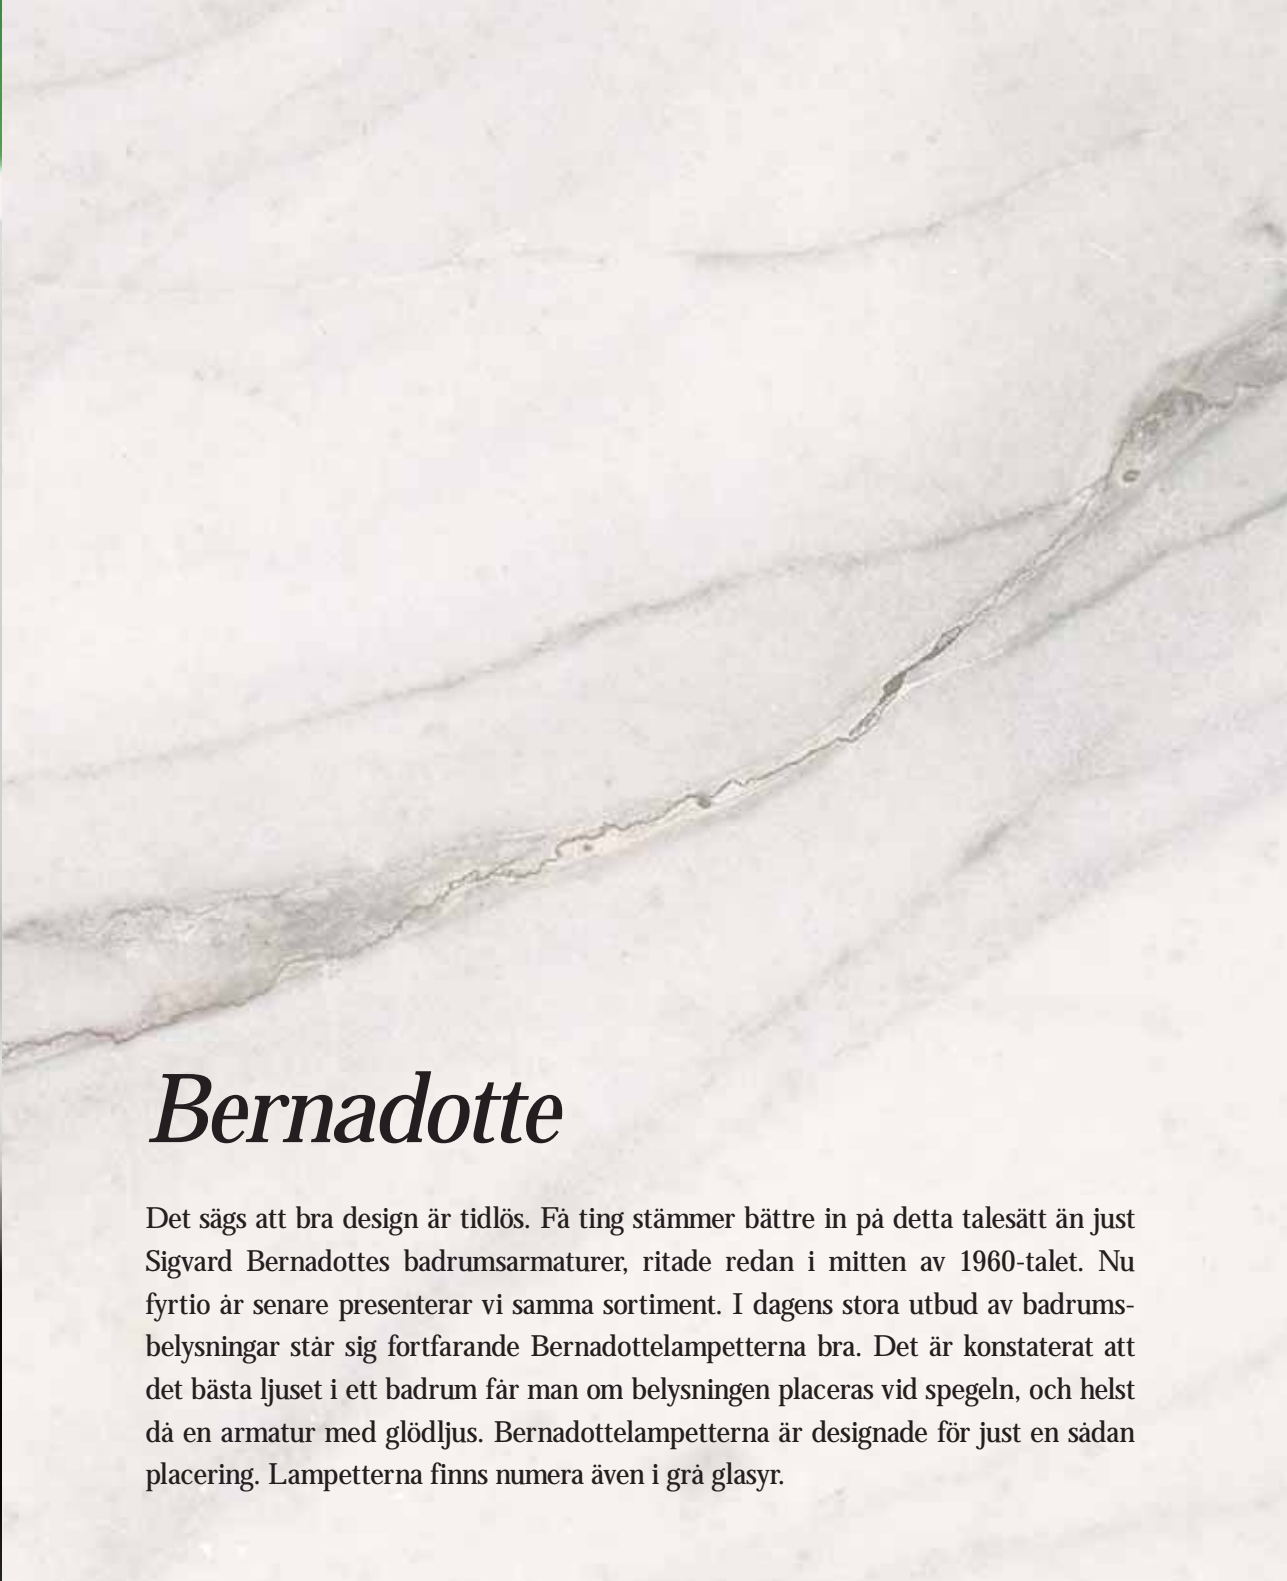 Bernadotte
Det sägs att bra design är tidlös. Få ting stämmer bättre in på detta talesätt än just
Sigvard Bernadottes badrumsarmaturer, ritade redan i mitten av 1960-talet. Nu
fyrtio år senare presenterar vi samma sortiment. I dagens stora utbud av badrums-
belysningar står sig fortfarande Bernadottelampetterna bra. Det är konstaterat att
det bästa ljuset i ett badrum får man om belysningen placeras vid spegeln, och helst
då en armatur med glödljus. Bernadottelampetterna är designade för just en sådan
placering. Lampetterna finns numera även i grå glasyr.